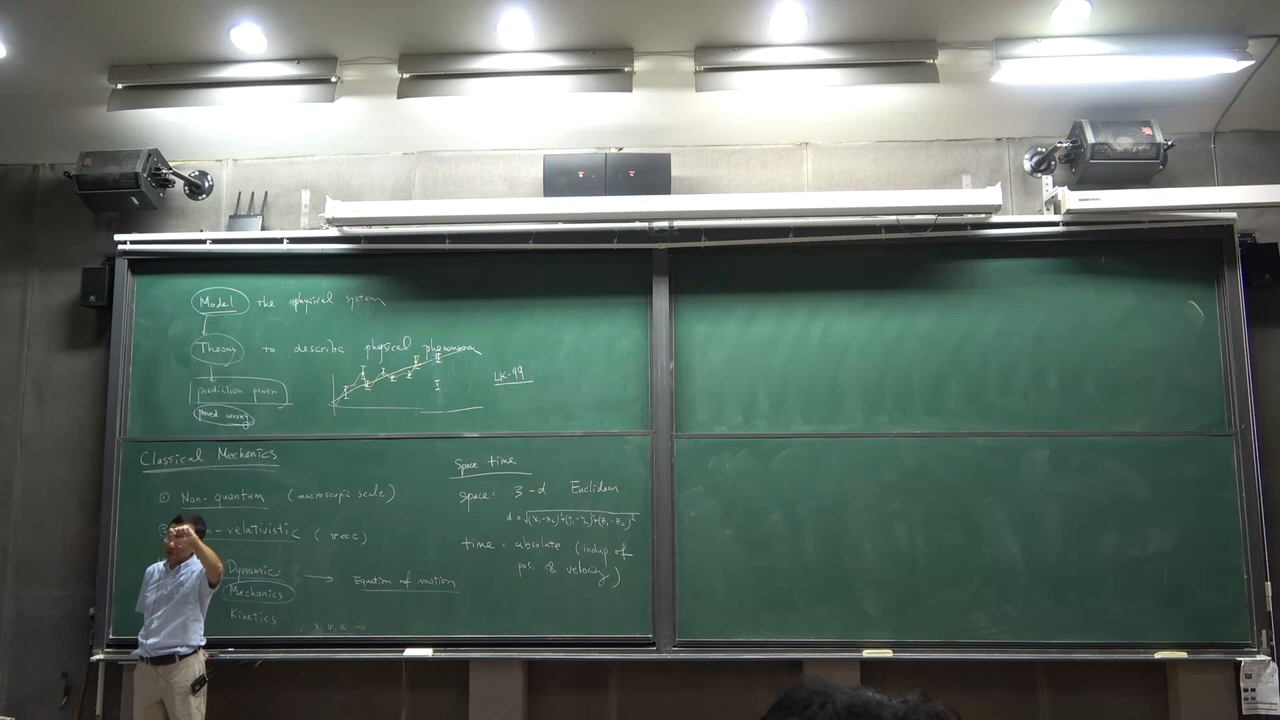 Model the physical system
Theory to describe physical phenomenon
prediction power
proved wrong
LK-99
Classical Mechanics
① Non-quantum (macroscopic scale)
-relativistic (v<<c)
Dynamics
Mechanics → Equation of motion
Kinetics
Space time
space: 3-d Euclidean
d=√(x₁-x₂)²+(y₁-y₂)²+(z₁-z₂)²
time: absolute (indep of
pos. & velocity)